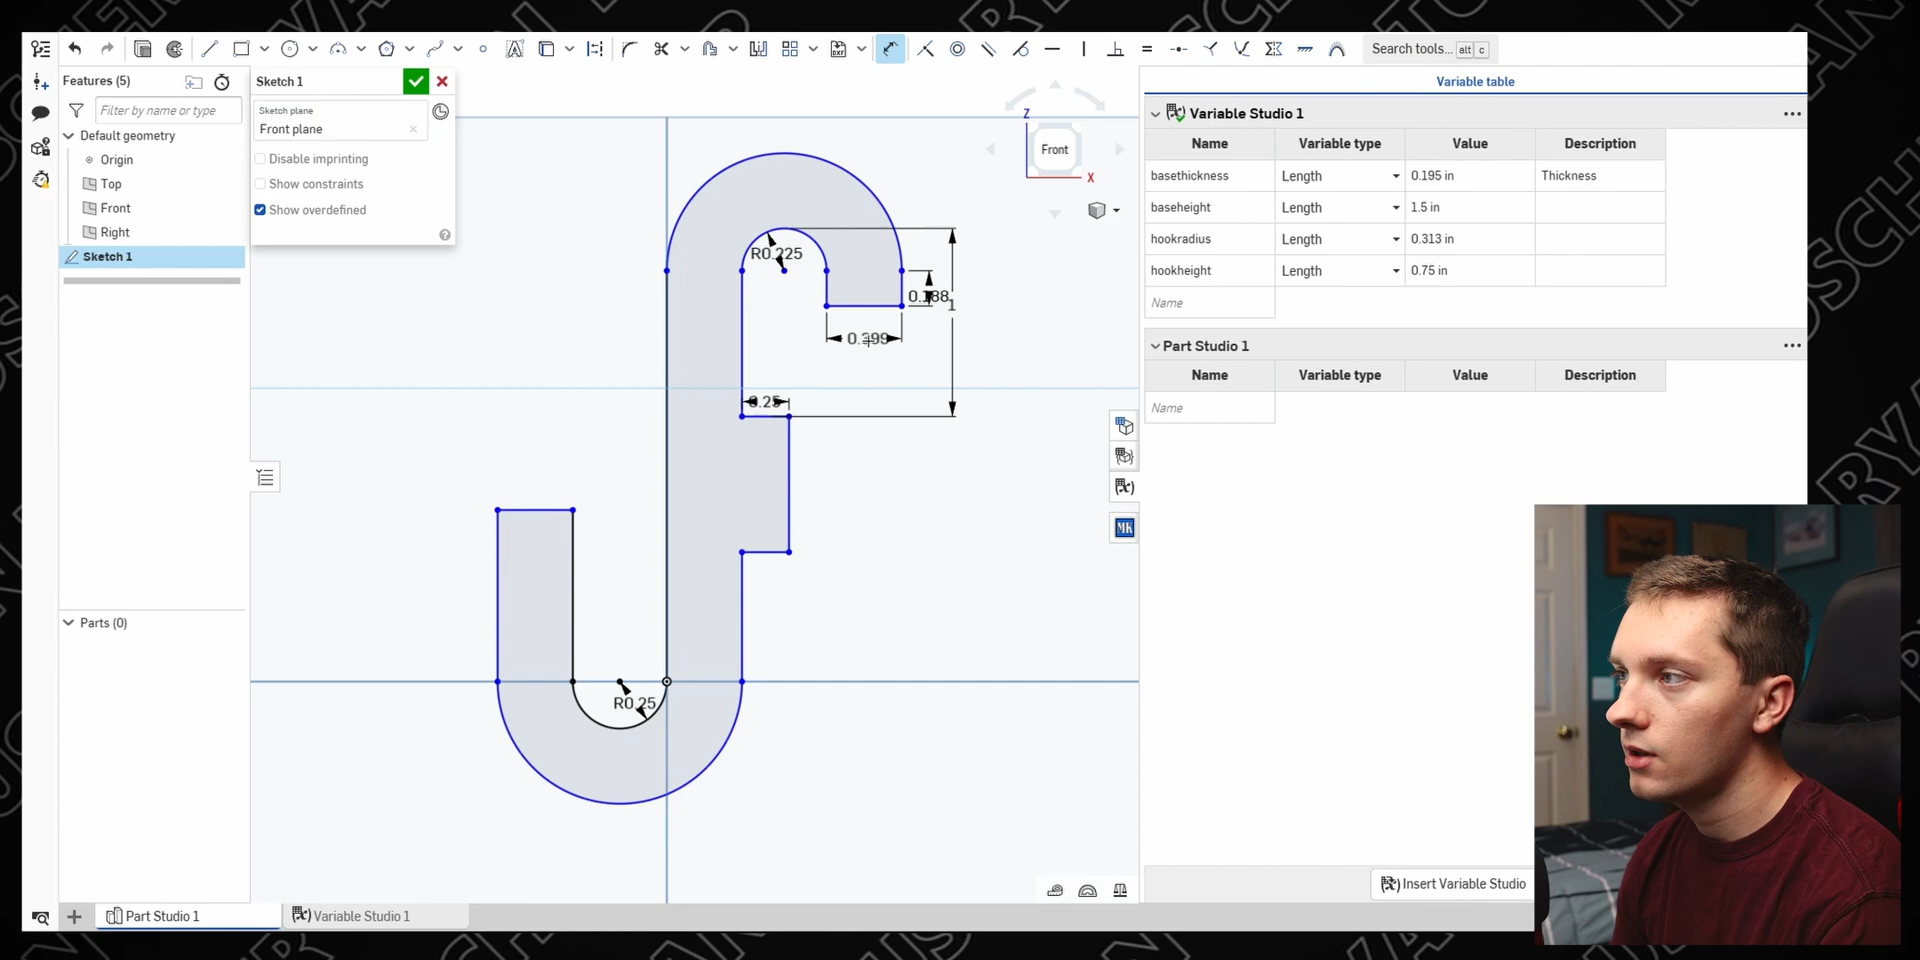 Search tools... alt c
Features (5)
Filter by name or type
Default geometry
Origin
Top
Front
Right
Sketch 1
Parts (0)
Sketch 1
Sketch plane
Front plane
Disable imprinting
Show constraints
Show overdefined
Z
Front
X
R0.225
0.188
1
0.399
0.25
R0.25
Variable table
Variable Studio 1
Name Variable type Value Description
basethickness Length 0.195 in Thickness
baseheight Length 1.5 in
hookradius Length 0.313 in
hookheight Length 0.75 in
Name
Part Studio 1
Name Variable type Value Description
Name
MK
Insert Variable Studio
Part Studio 1
Variable Studio 1